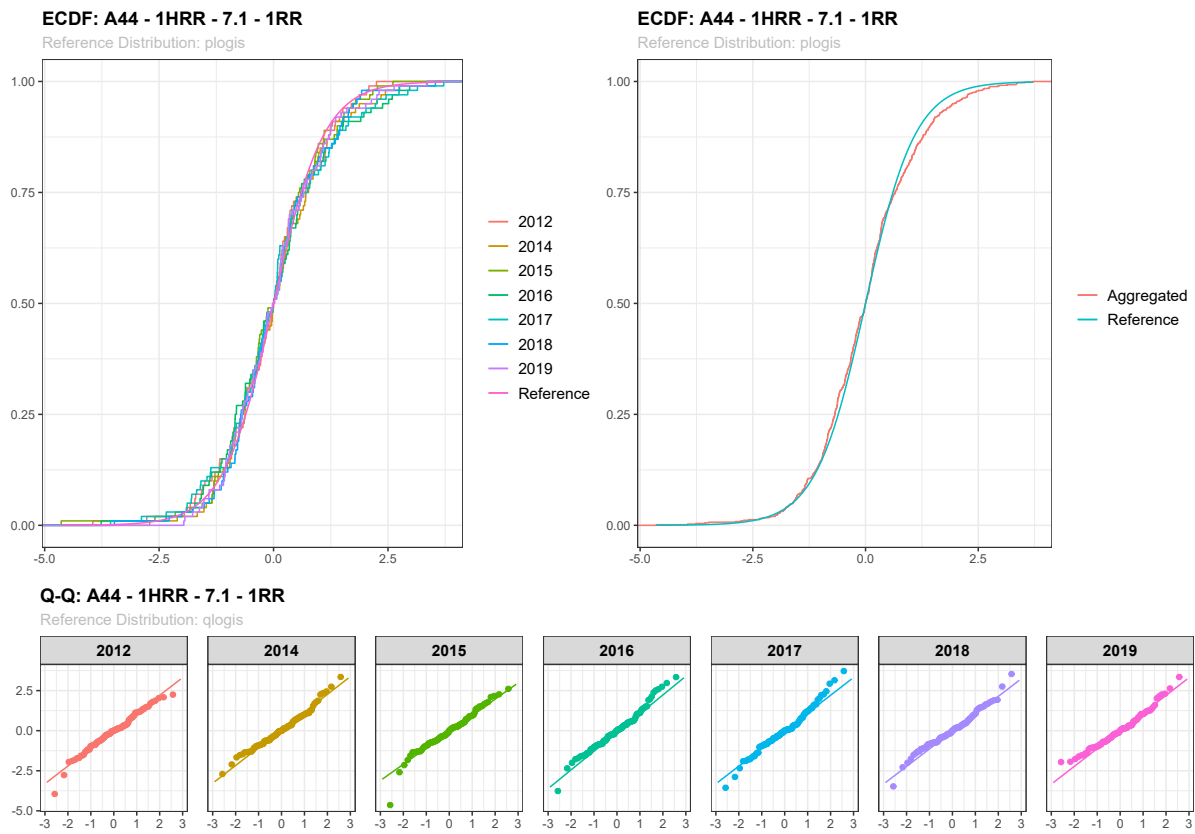 ECDF: A44 - 1HRR - 7.1 - 1RR
Reference Distribution: plogis
1.00
0.75
0.50
0.25
0.00
-5.0 -2.5 0.0 2.5
2012
2014
2015
2016
2017
2018
2019
Reference
ECDF: A44 - 1HRR - 7.1 - 1RR
Reference Distribution: plogis
1.00
0.75
0.50
0.25
0.00
-5.0 -2.5 0.0 2.5
Aggregated
Reference
Q-Q: A44 - 1HRR - 7.1 - 1RR
Reference Distribution: qlogis
2012 2014 2015 2016 2017 2018 2019
2.5
0.0
-2.5
-5.0
-3 -2 -1 0 1 2 3 -3 -2 -1 0 1 2 3 -3 -2 -1 0 1 2 3 -3 -2 -1 0 1 2 3 -3 -2 -1 0 1 2 3 -3 -2 -1 0 1 2 3 -3 -2 -1 0 1 2 3